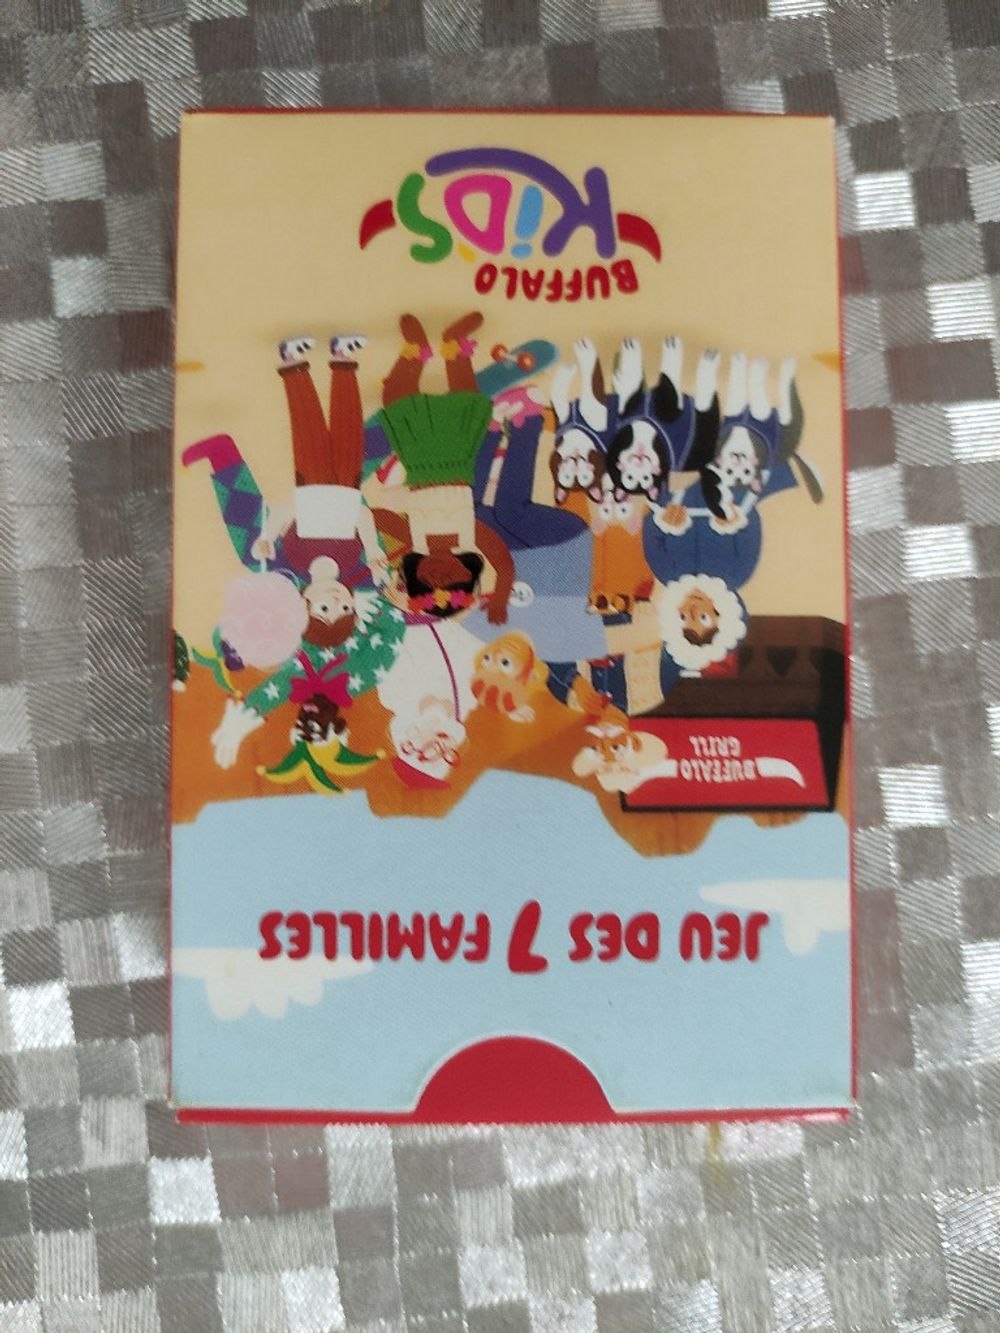 JEU DES 7 FAMILLES
BUFFALO
GRILL
BUFFALO
KIDS